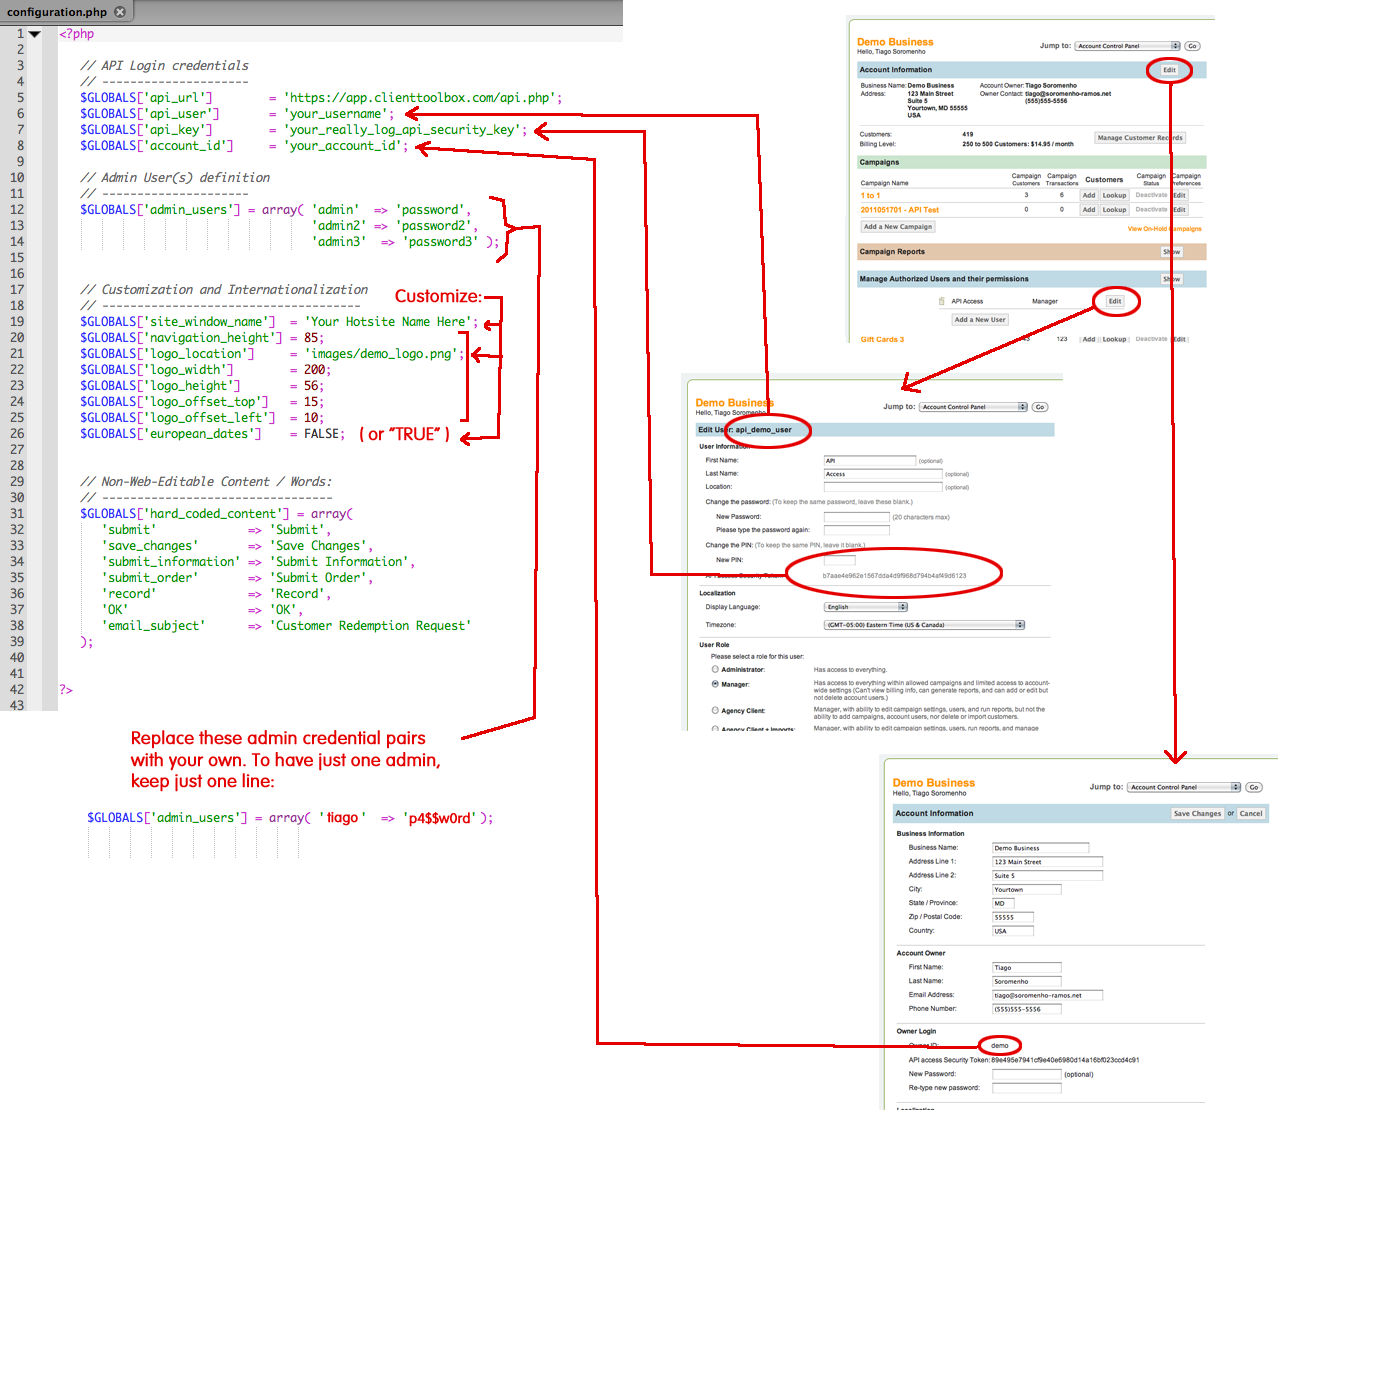 configuration.php
1 <?php
2
3 // API Login credentials
4 // ---------------------
5 $GLOBALS['api_url'] = 'https://app.clienttoolbox.com/api.php';
6 $GLOBALS['api_user'] = 'your_username';
7 $GLOBALS['api_key'] = 'your_really_log_api_security_key';
8 $GLOBALS['account_id'] = 'your_account_id';
9
10 // Admin User(s) definition
11 // ---------------------
12 $GLOBALS['admin_users'] = array( 'admin' => 'password',
13 'admin2' => 'password2',
14 'admin3' => 'password3' );
15
16
17 // Customization and Internationalization
Customize:
18 // -------------------------------------
19 $GLOBALS['site_window_name'] = 'Your Hotsite Name Here';
20 $GLOBALS['navigation_height'] = 85;
21 $GLOBALS['logo_location'] = 'images/demo_logo.png';
22 $GLOBALS['logo_width'] = 200;
23 $GLOBALS['logo_height'] = 56;
24 $GLOBALS['logo_offset_top'] = 15;
25 $GLOBALS['logo_offset_left'] = 10;
26 $GLOBALS['european_dates'] = FALSE; ( or "TRUE" )
27
28
29 // Non-Web-Editable Content / Words:
30 // ---------------------------------
31 $GLOBALS['hard_coded_content'] = array(
32 'submit' => 'Submit',
33 'save_changes' => 'Save Changes',
34 'submit_information' => 'Submit Information',
35 'submit_order' => 'Submit Order',
36 'record' => 'Record',
37 'OK' => 'OK',
38 'email_subject' => 'Customer Redemption Request'
39 );
40
41
42 ?>
43
Replace these admin credential pairs
with your own. To have just one admin,
keep just one line:
$GLOBALS['admin_users'] = array( 'tiago' => 'p4$$w0rd' );
Demo Business
Hello, Tiago Soromenho
Jump to: Account Control Panel Go
Account Information Edit
Business Name: Demo Business Account Owner: Tiago Soromenho
Address: 123 Main Street Owner Contact: tiago@soromenho-ramos.net
Suite 5 (555)555-5556
Yourtown, MD 55555
USA
Customers: 419 Manage Customer Records
Billing Level: 250 to 500 Customers: $14.95 / month
Campaigns
Campaign Name Campaign Customers Campaign Transactions Customers Campaign Status Campaign Preferences
1 to 1 3 6 Add Lookup Deactivate Edit
2011051701 - API Test 0 0 Add Lookup Deactivate Edit
Add a New Campaign View On-Hold Campaigns
Campaign Reports Show
Manage Authorized Users and their permissions Show
API Access Manager Edit
Add a New User
Gift Cards 3 123 Add Lookup Deactivate Edit
Demo Business
Hello, Tiago Soromenho
Jump to: Account Control Panel Go
Edit User: api_demo_user
User Information
First Name: API (optional)
Last Name: Access (optional)
Location: (optional)
Change the password: (To keep the same password, leave these blank.)
New Password: (20 characters max)
Please type the password again:
Change the PIN: (To keep the same PIN, leave it blank.)
New PIN:
API Access Security Token: b7aae4e962e1567dda4d9f968d794b4af49d6123
Localization
Display Language: English
Timezone: (GMT-05:00) Eastern Time (US & Canada)
User Role
Please select a role for this user:
Administrator: Has access to everything.
Manager: Has access to everything within allowed campaigns and limited access to account-
wide settings (Can't view billing info, can generate reports, and can add or edit but
not delete account users.)
Agency Client: Manager, with ability to edit campaign settings, users, and run reports, but not the
ability to add campaigns, account users, nor delete or import customers.
Agency Client + Imports: Manager, with ability to edit campaign settings, users, run reports, and manage
Demo Business
Hello, Tiago Soromenho
Jump to: Account Control Panel Go
Account Information Save Changes or Cancel
Business Information
Business Name: Demo Business
Address Line 1: 123 Main Street
Address Line 2: Suite 5
City: Yourtown
State / Province: MD
Zip / Postal Code: 55555
Country: USA
Account Owner
First Name: Tiago
Last Name: Soromenho
Email Address: tiago@soromenho-ramos.net
Phone Number: (555)555-5556
Owner Login
Owner ID: demo
API access Security Token: 89e495e7941cf9e40e6980d14a16bf023ccd4c91
New Password: (optional)
Re-type new password:
Localization